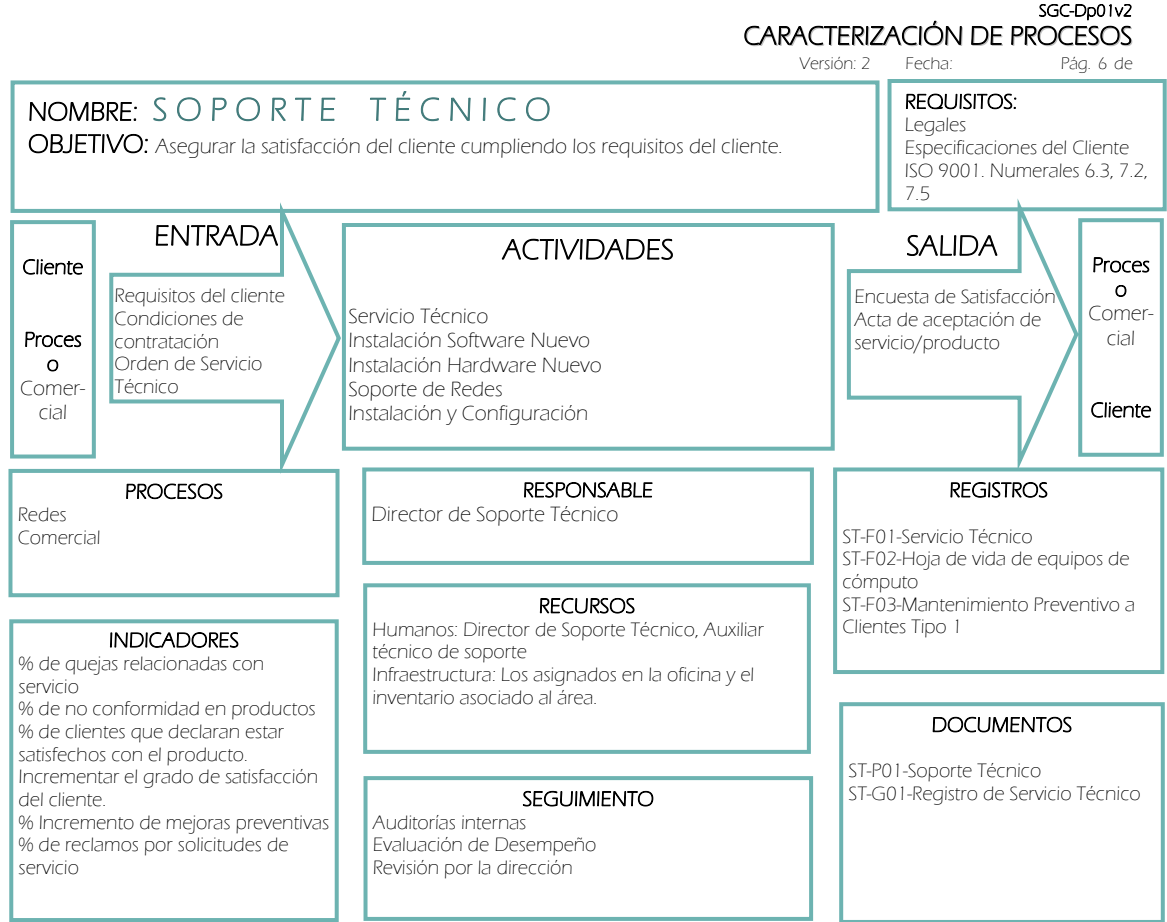 SGC-Dp01v2
CARACTERIZACIÓN DE PROCESOS
Versión: 2 Fecha: Pág. 6 de
NOMBRE: SOPORTE TÉCNICO
OBJETIVO: Asegurar la satisfacción del cliente cumpliendo los requisitos del cliente.
REQUISITOS:
Legales
Especificaciones del Cliente
ISO 9001. Numerales 6.3, 7.2,
7.5
Cliente
Proces
o
Comer-
cial
ENTRADA
Requisitos del cliente
Condiciones de
contratación
Orden de Servicio
Técnico
ACTIVIDADES
Servicio Técnico
Instalación Software Nuevo
Instalación Hardware Nuevo
Soporte de Redes
Instalación y Configuración
SALIDA
Encuesta de Satisfacción
Acta de aceptación de
servicio/producto
Proces
o
Comer-
cial
Cliente
PROCESOS
Redes
Comercial
RESPONSABLE
Director de Soporte Técnico
REGISTROS
ST-F01-Servicio Técnico
ST-F02-Hoja de vida de equipos de
cómputo
ST-F03-Mantenimiento Preventivo a
Clientes Tipo 1
INDICADORES
% de quejas relacionadas con
servicio
% de no conformidad en productos
% de clientes que declaran estar
satisfechos con el producto.
Incrementar el grado de satisfacción
del cliente.
% Incremento de mejoras preventivas
% de reclamos por solicitudes de
servicio
RECURSOS
Humanos: Director de Soporte Técnico, Auxiliar
técnico de soporte
Infraestructura: Los asignados en la oficina y el
inventario asociado al área.
SEGUIMIENTO
Auditorías internas
Evaluación de Desempeño
Revisión por la dirección
DOCUMENTOS
ST-P01-Soporte Técnico
ST-G01-Registro de Servicio Técnico